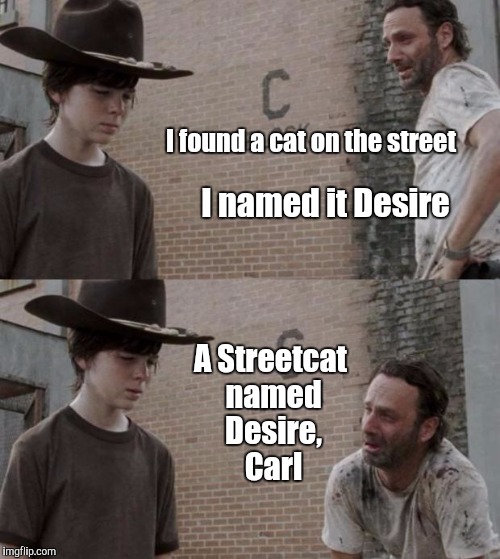 C
I found a cat on the street
I named it Desire
A Streetcat
named
Desire,
Carl
imgflip.com